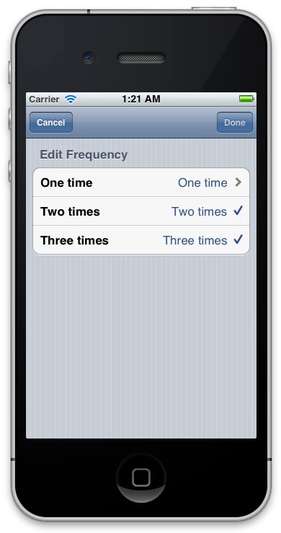 Carrier 1:21 AM
Cancel Done
Edit Frequency
One time One time
Two times Two times
Three times Three times